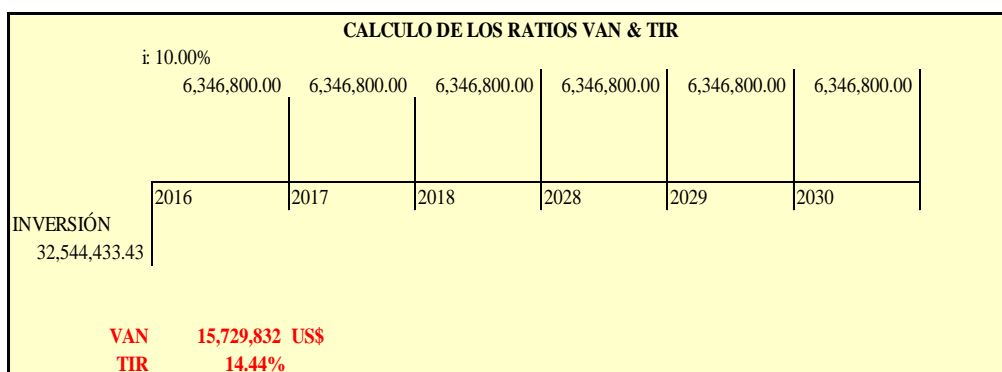 CALCULO DE LOS RATIOS VAN & TIR
i: 10.00%
6,346,800.00 6,346,800.00 6,346,800.00 6,346,800.00 6,346,800.00 6,346,800.00
2016 2017 2018 2028 2029 2030
INVERSIÓN
32,544,433.43
VAN 15,729,832 US$
TIR 14.44%